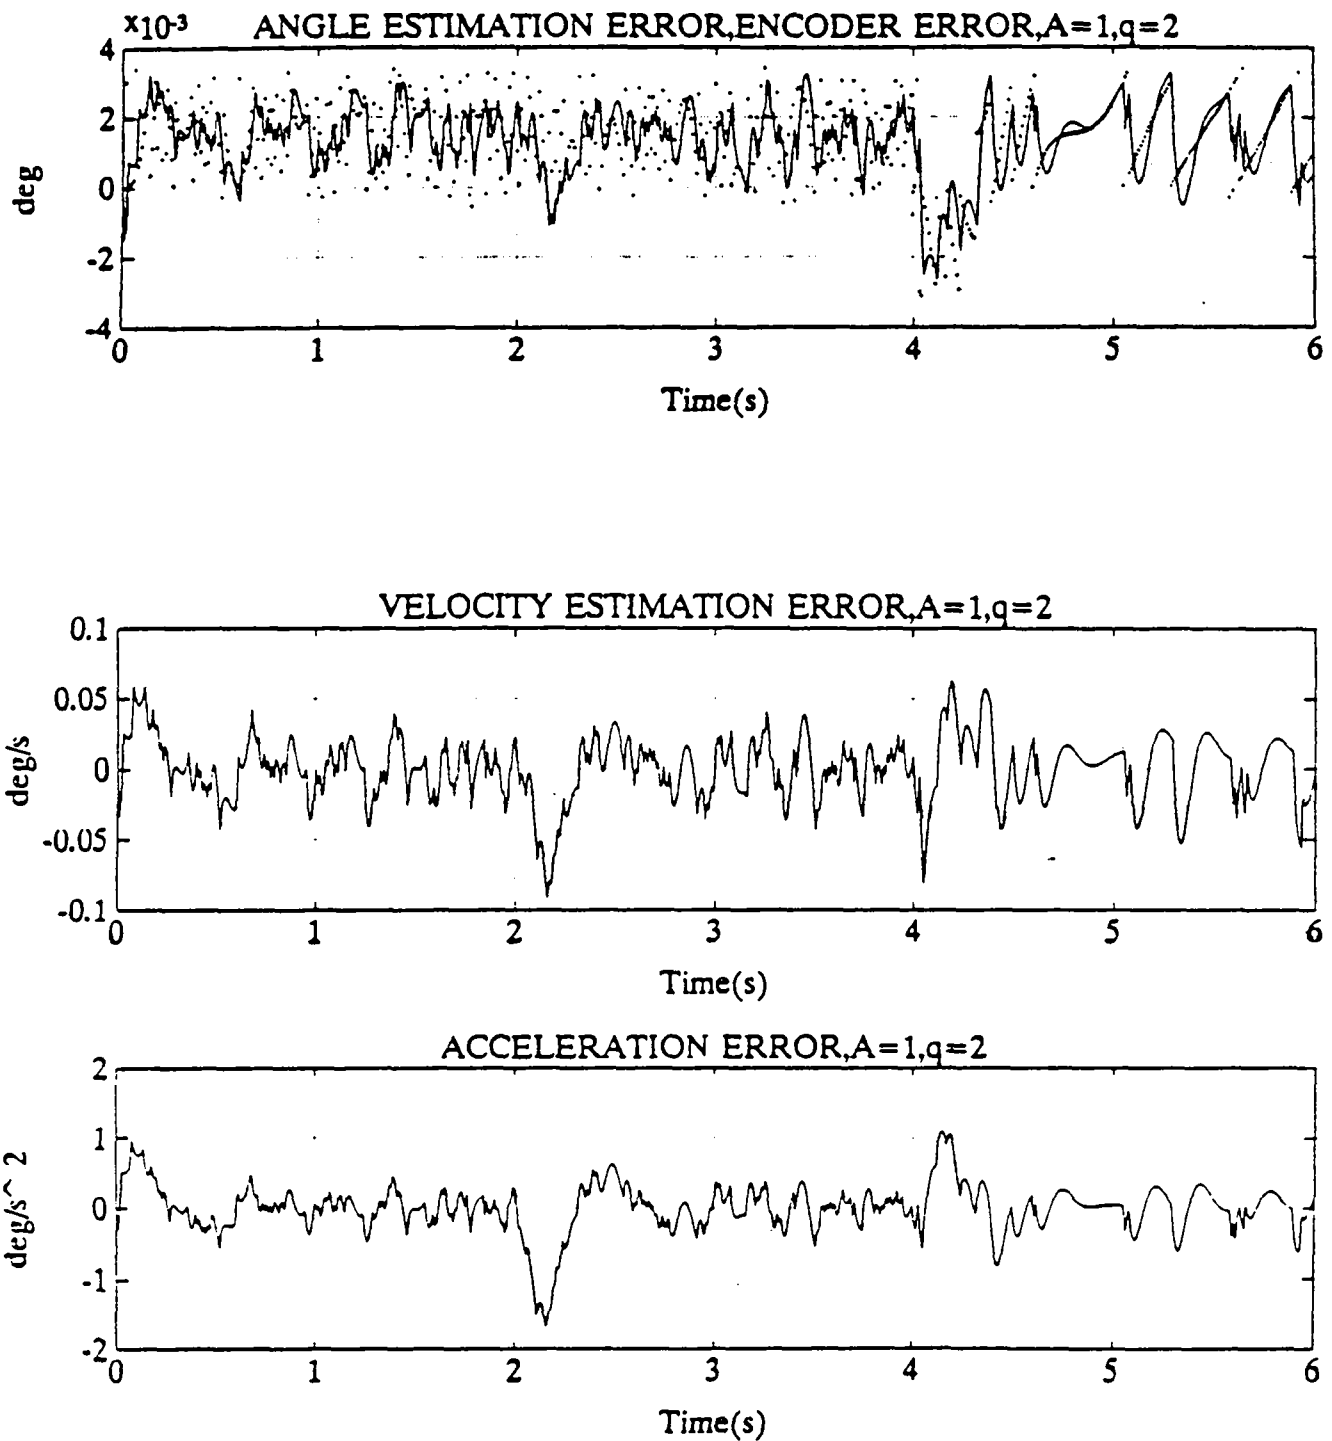 x10-3 ANGLE ESTIMATION ERROR,ENCODER ERROR,A=1,q=2
4
2
0
-2
-4
deg
0 1 2 3 4 5 6
Time(s)
VELOCITY ESTIMATION ERROR,A=1,q=2
0.1
0.05
0
-0.05
-0.1
deg/s
0 1 2 3 4 5 6
Time(s)
ACCELERATION ERROR,A=1,q=2
2
1
0
-1
-2
deg/s^2
0 1 2 3 4 5 6
Time(s)